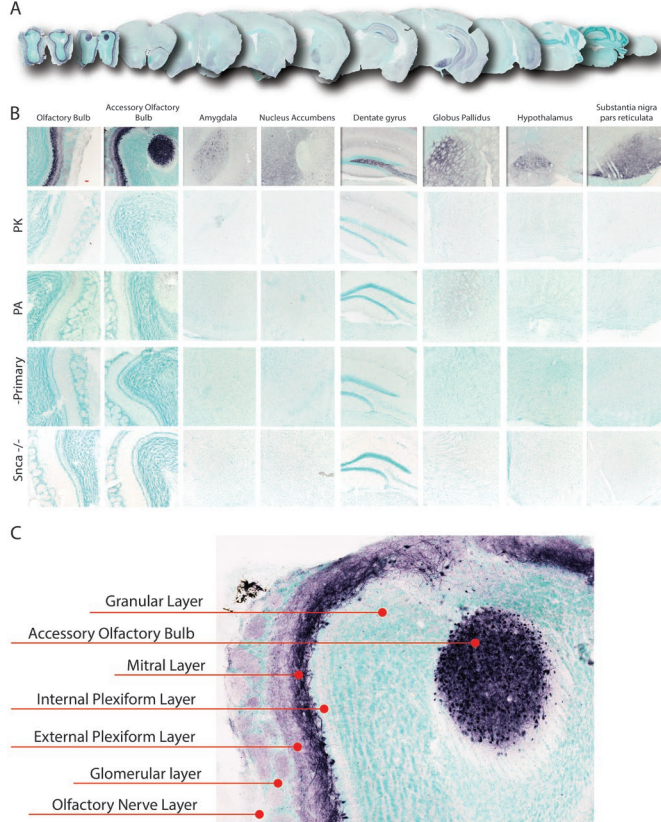 A
B
Olfactory Bulb
Accessory Olfactory
Bulb
Amygdala
Nucleus Accumbens
Dentate gyrus
Globus Pallidus
Hypothalamus
Substantia nigra
pars reticulata
PK
PA
-Primary
Snca -/-
C
Granular Layer
Accessory Olfactory Bulb
Mitral Layer
Internal Plexiform Layer
External Plexiform Layer
Glomerular layer
Olfactory Nerve Layer